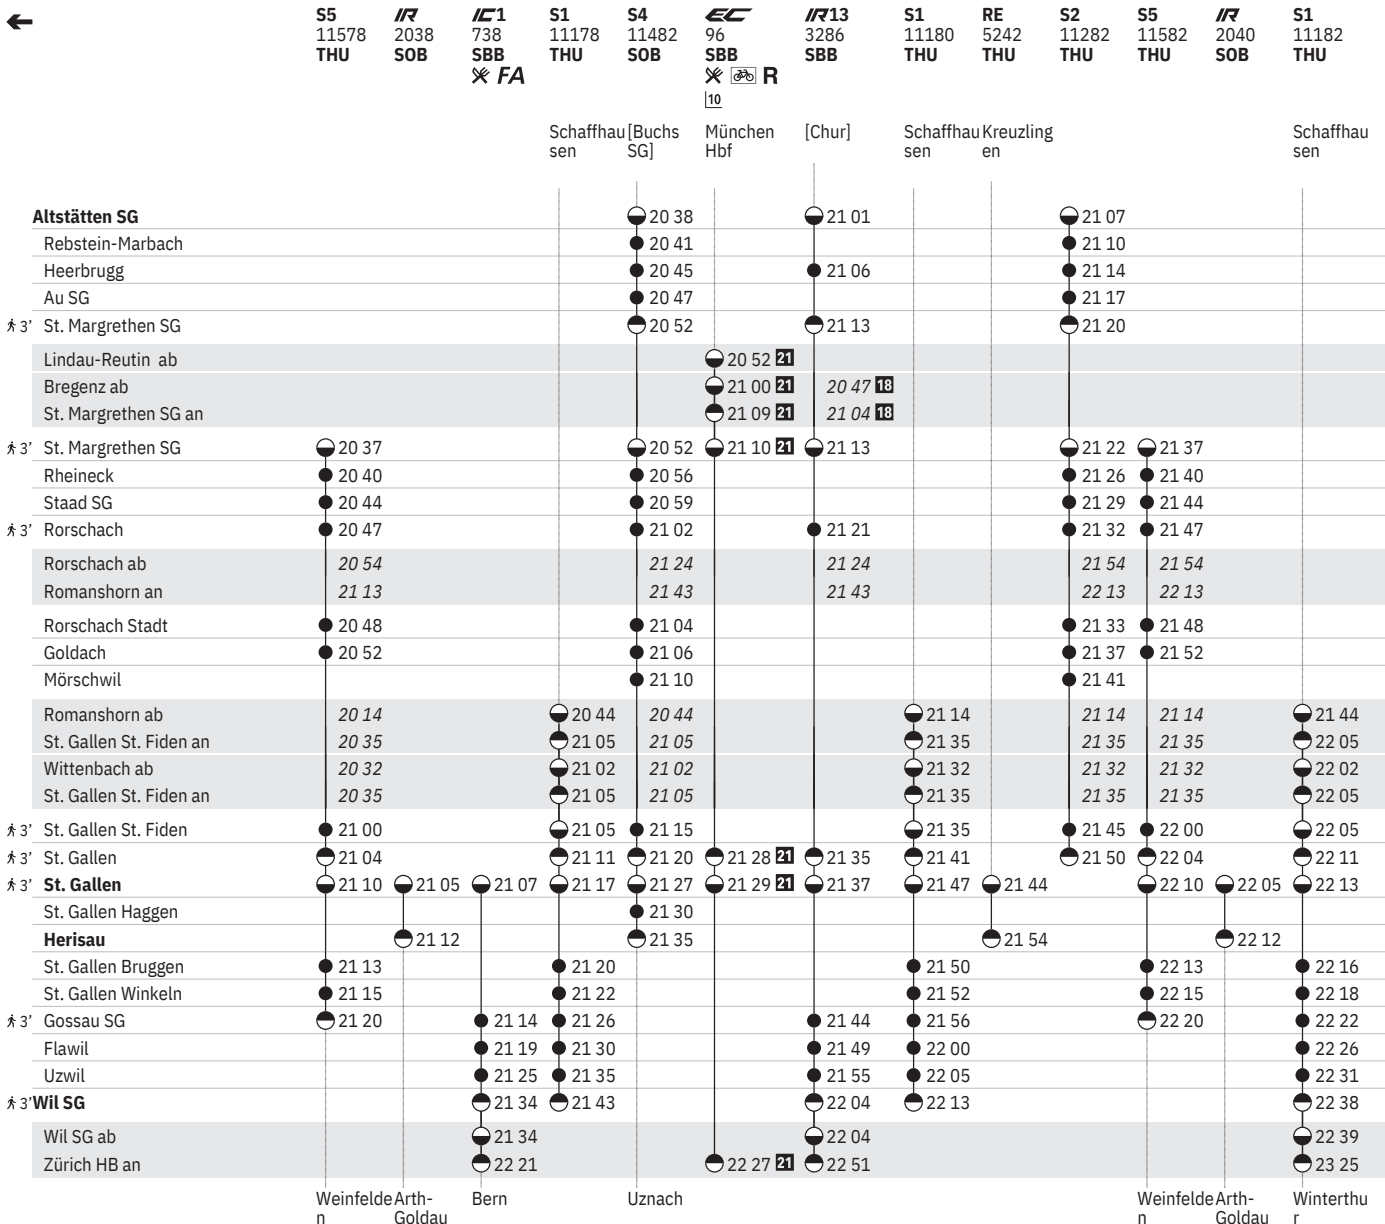 S5 IR IC1 S1 S4 EC IR13 S1 RE S2 S5 IR S1
11578 2038 738 11178 11482 96 3286 11180 5242 11282 11582 2040 11182
THU SOB SBB THU SOB SBB SBB THU THU THU THU SOB THU
FA R
10
Schaffhau [Buchs München [Chur] Schaffhau Kreuzling Schaffhau
sen SG] Hbf sen en sen
Altstätten SG 20 38 21 01 21 07
Rebstein-Marbach 20 41 21 10
Heerbrugg 20 45 21 06 21 14
Au SG 20 47 21 17
3’ St. Margrethen SG 20 52 21 13 21 20
Lindau-Reutin ab 20 52 21
Bregenz ab 21 00 21 20 47 18
St. Margrethen SG an 21 09 21 21 04 18
3’ St. Margrethen SG 20 37 20 52 21 10 21 21 13 21 22 21 37
Rheineck 20 40 20 56 21 26 21 40
Staad SG 20 44 20 59 21 29 21 44
3’ Rorschach 20 47 21 02 21 21 21 32 21 47
Rorschach ab 20 54 21 24 21 24 21 54 21 54
Romanshorn an 21 13 21 43 21 43 22 13 22 13
Rorschach Stadt 20 48 21 04 21 33 21 48
Goldach 20 52 21 06 21 37 21 52
Mörschwil 21 10 21 41
Romanshorn ab 20 14 20 44 20 44 21 14 21 14 21 14 21 44
St. Gallen St. Fiden an 20 35 21 05 21 05 21 35 21 35 21 35 22 05
Wittenbach ab 20 32 21 02 21 02 21 32 21 32 21 32 22 02
St. Gallen St. Fiden an 20 35 21 05 21 05 21 35 21 35 21 35 22 05
3’ St. Gallen St. Fiden 21 00 21 05 21 15 21 35 21 45 22 00 22 05
3’ St. Gallen 21 04 21 11 21 20 21 28 21 21 35 21 41 21 50 22 04 22 11
3’ St. Gallen 21 10 21 05 21 07 21 17 21 27 21 29 21 21 37 21 47 21 44 22 10 22 05 22 13
St. Gallen Haggen 21 30
Herisau 21 12 21 35 21 54 22 12
St. Gallen Bruggen 21 13 21 20 21 50 22 13 22 16
St. Gallen Winkeln 21 15 21 22 21 52 22 15 22 18
3’ Gossau SG 21 20 21 14 21 26 21 44 21 56 22 20 22 22
Flawil 21 19 21 30 21 49 22 00 22 26
Uzwil 21 25 21 35 21 55 22 05 22 31
3’ Wil SG 21 34 21 43 22 04 22 13 22 38
Wil SG ab 21 34 22 04 22 39
Zürich HB an 22 21 22 27 21 22 51 23 25
Weinfelde Arth- Bern Uznach Weinfelde Arth- Winterthu
n Goldau n Goldau r